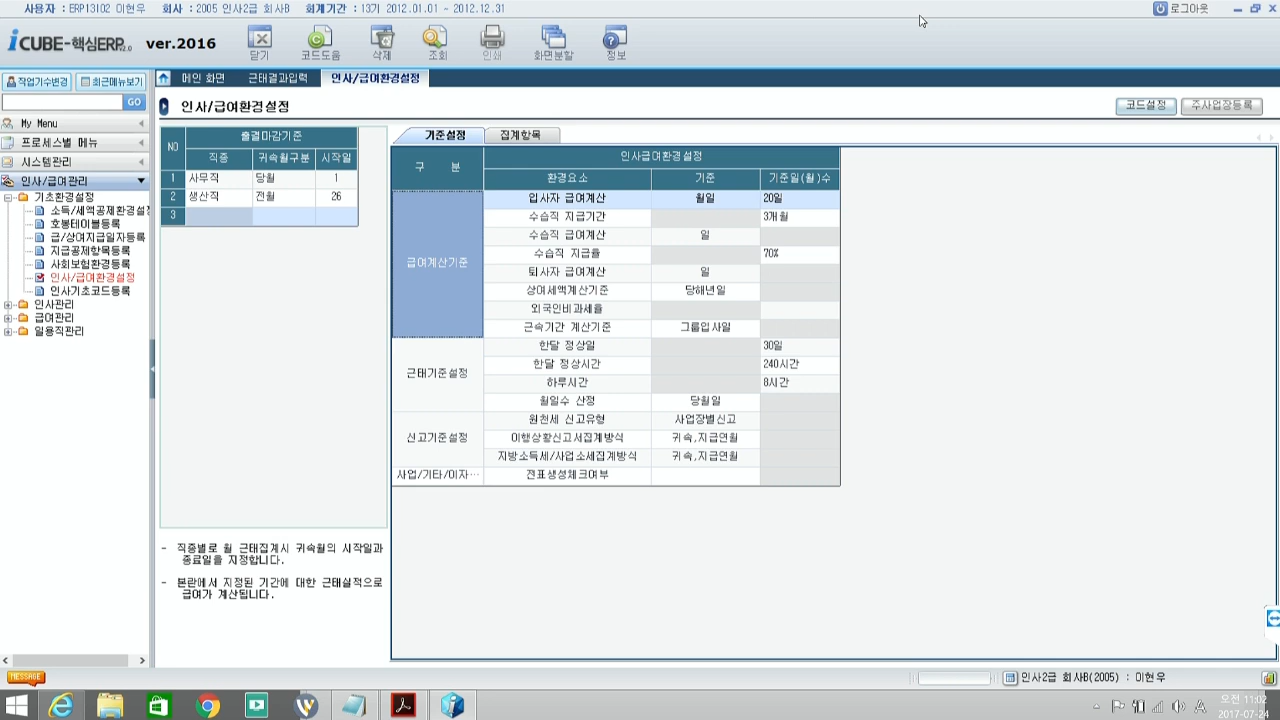 사용자 : ERP13I02 이현우 회사 : 2005 인사2급 회사B 회계기간 : 13기 2012.01.01 ~ 2012.12.31 로그아웃
iCUBE-핵심ERP2.0 ver.2016
닫기 코드도움 삭제 조회 인쇄 화면분할 정보
작업기수변경 최근메뉴보기 메인 화면 근태결과입력 인사/급여환경설정
GO
인사/급여환경설정 코드설정 주사업장등록
My Menu
프로세스별 메뉴
시스템관리
인사/급여관리
기초환경설정
소득/세액공제환경설정
호봉테이블등록
급/상여지급일자등록
지급공제항목등록
사회보험환경등록
인사/급여환경설정
인사기초코드등록
인사관리
급여관리
일용직관리
NO 출결마감기준
직종 귀속월구분 시작일
1 사무직 당월 1
2 생산직 전월 26
3
- 직종별로 월 근태집계시 귀속월의 시작일과
종료일을 지정합니다.
- 본란에서 지정된 기간에 대한 근태실적으로
급여가 계산됩니다.
기준설정 집계항목
구 분 인사급여환경설정
환경요소 기준 기준일(월)수
급여계산기준
입사자 급여계산 월일 20일
수습직 지급기간 3개월
수습직 급여계산 일
수습직 지급율 70%
퇴사자 급여계산 일
상여세액계산기준 당해년일
외국인비과세율
근속기간 계산기준 그룹입사일
근태기준설정
한달 정상일 30일
한달 정상시간 240시간
하루시간 8시간
월일수 산정 당월일
신고기준설정
원천세 신고유형 사업장별신고
이행상황신고서집계방식 귀속,지급연월
지방소득세/사업소세집계방식 귀속,지급연월
사업/기타/이자… 전표생성체크여부
MESSAGE
인사2급 회사B(2005) : 이현우
오전 11:02
2017-07-24